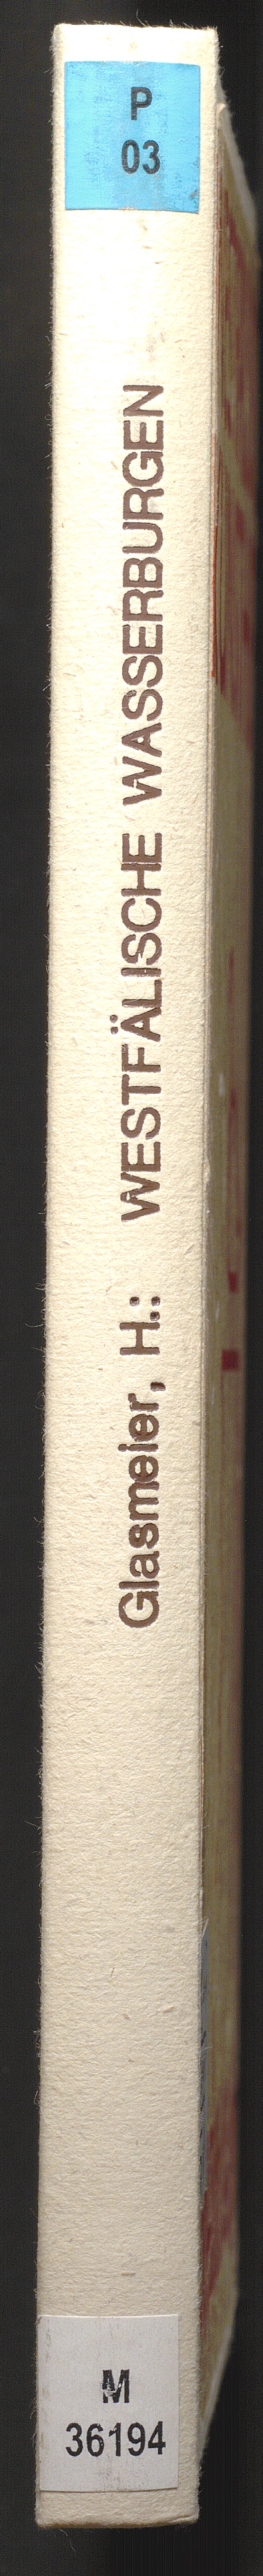 P
03
Glasmeier, H.: WESTFÄLISCHE WASSERBURGEN
M
36194